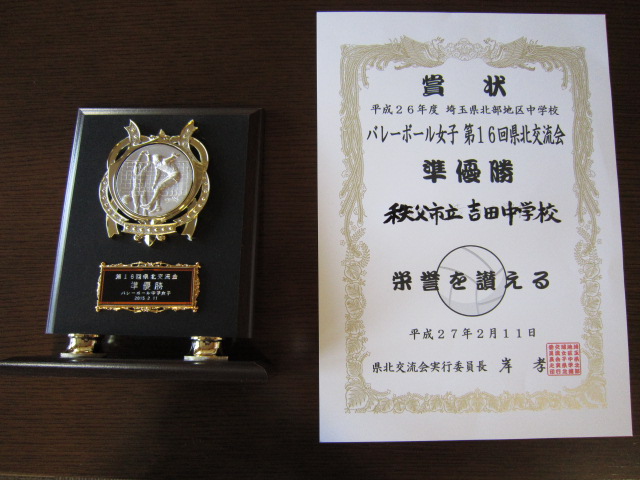 第16回県北交流会
準優勝
バレーボール中学女子
2015.2.11
賞状
平成26年度 埼玉県北部地区中学校
バレーボール女子 第16回県北交流会
準優勝
秩父市立吉田中学校
栄誉を讃える
平成27年2月11日
県北交流会実行委員長 岸 孝